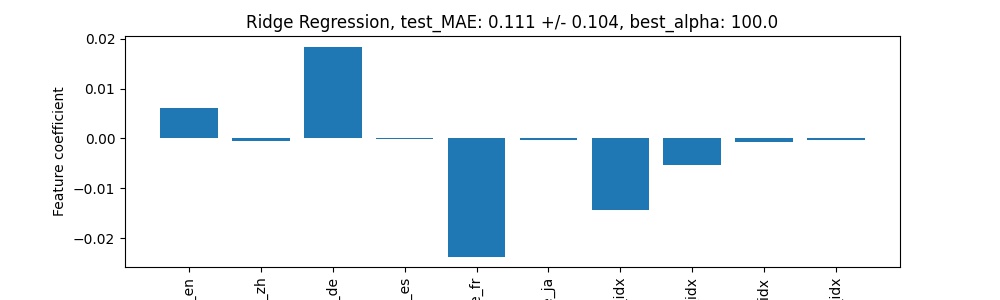 Ridge Regression, test_MAE: 0.111 +/- 0.104, best_alpha: 100.0
0.02
0.01
0.00
−0.01
−0.02
Feature coefficient
_en
_zh
_de
_es
e_fr
_ja
idx
idx
idx
idx